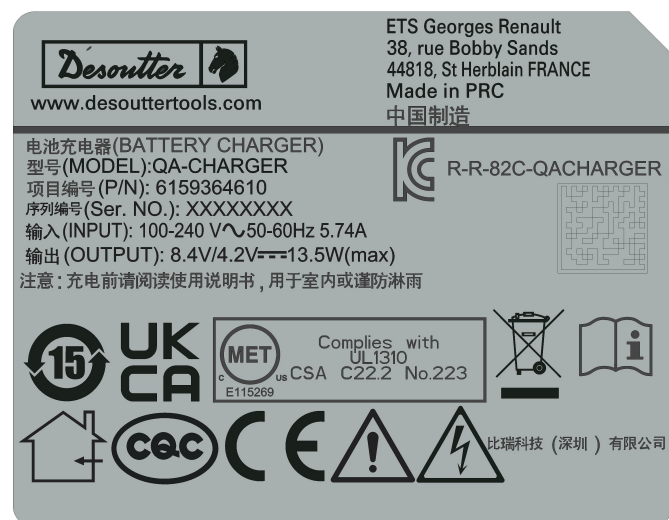 Desoutter
www.desouttertools.com
ETS Georges Renault
38, rue Bobby Sands
44818, St Herblain FRANCE
Made in PRC
中国制造
电池充电器(BATTERY CHARGER)
型号(MODEL):QA-CHARGER
项目编号(P/N): 6159364610
序列编号(Ser. NO.): XXXXXXXX
输入(INPUT): 100-240 V～50-60Hz 5.74A
输出(OUTPUT): 8.4V/4.2V⎓13.5W(max)
注意：充电前请阅读使用说明书，用于室内或谨防淋雨
R-R-82C-QACHARGER
15
UK
CA
C MET US
E115269
Complies with
UL1310
CSA C22.2 No.223
i
CQC
CE
!
比瑞科技（深圳）有限公司